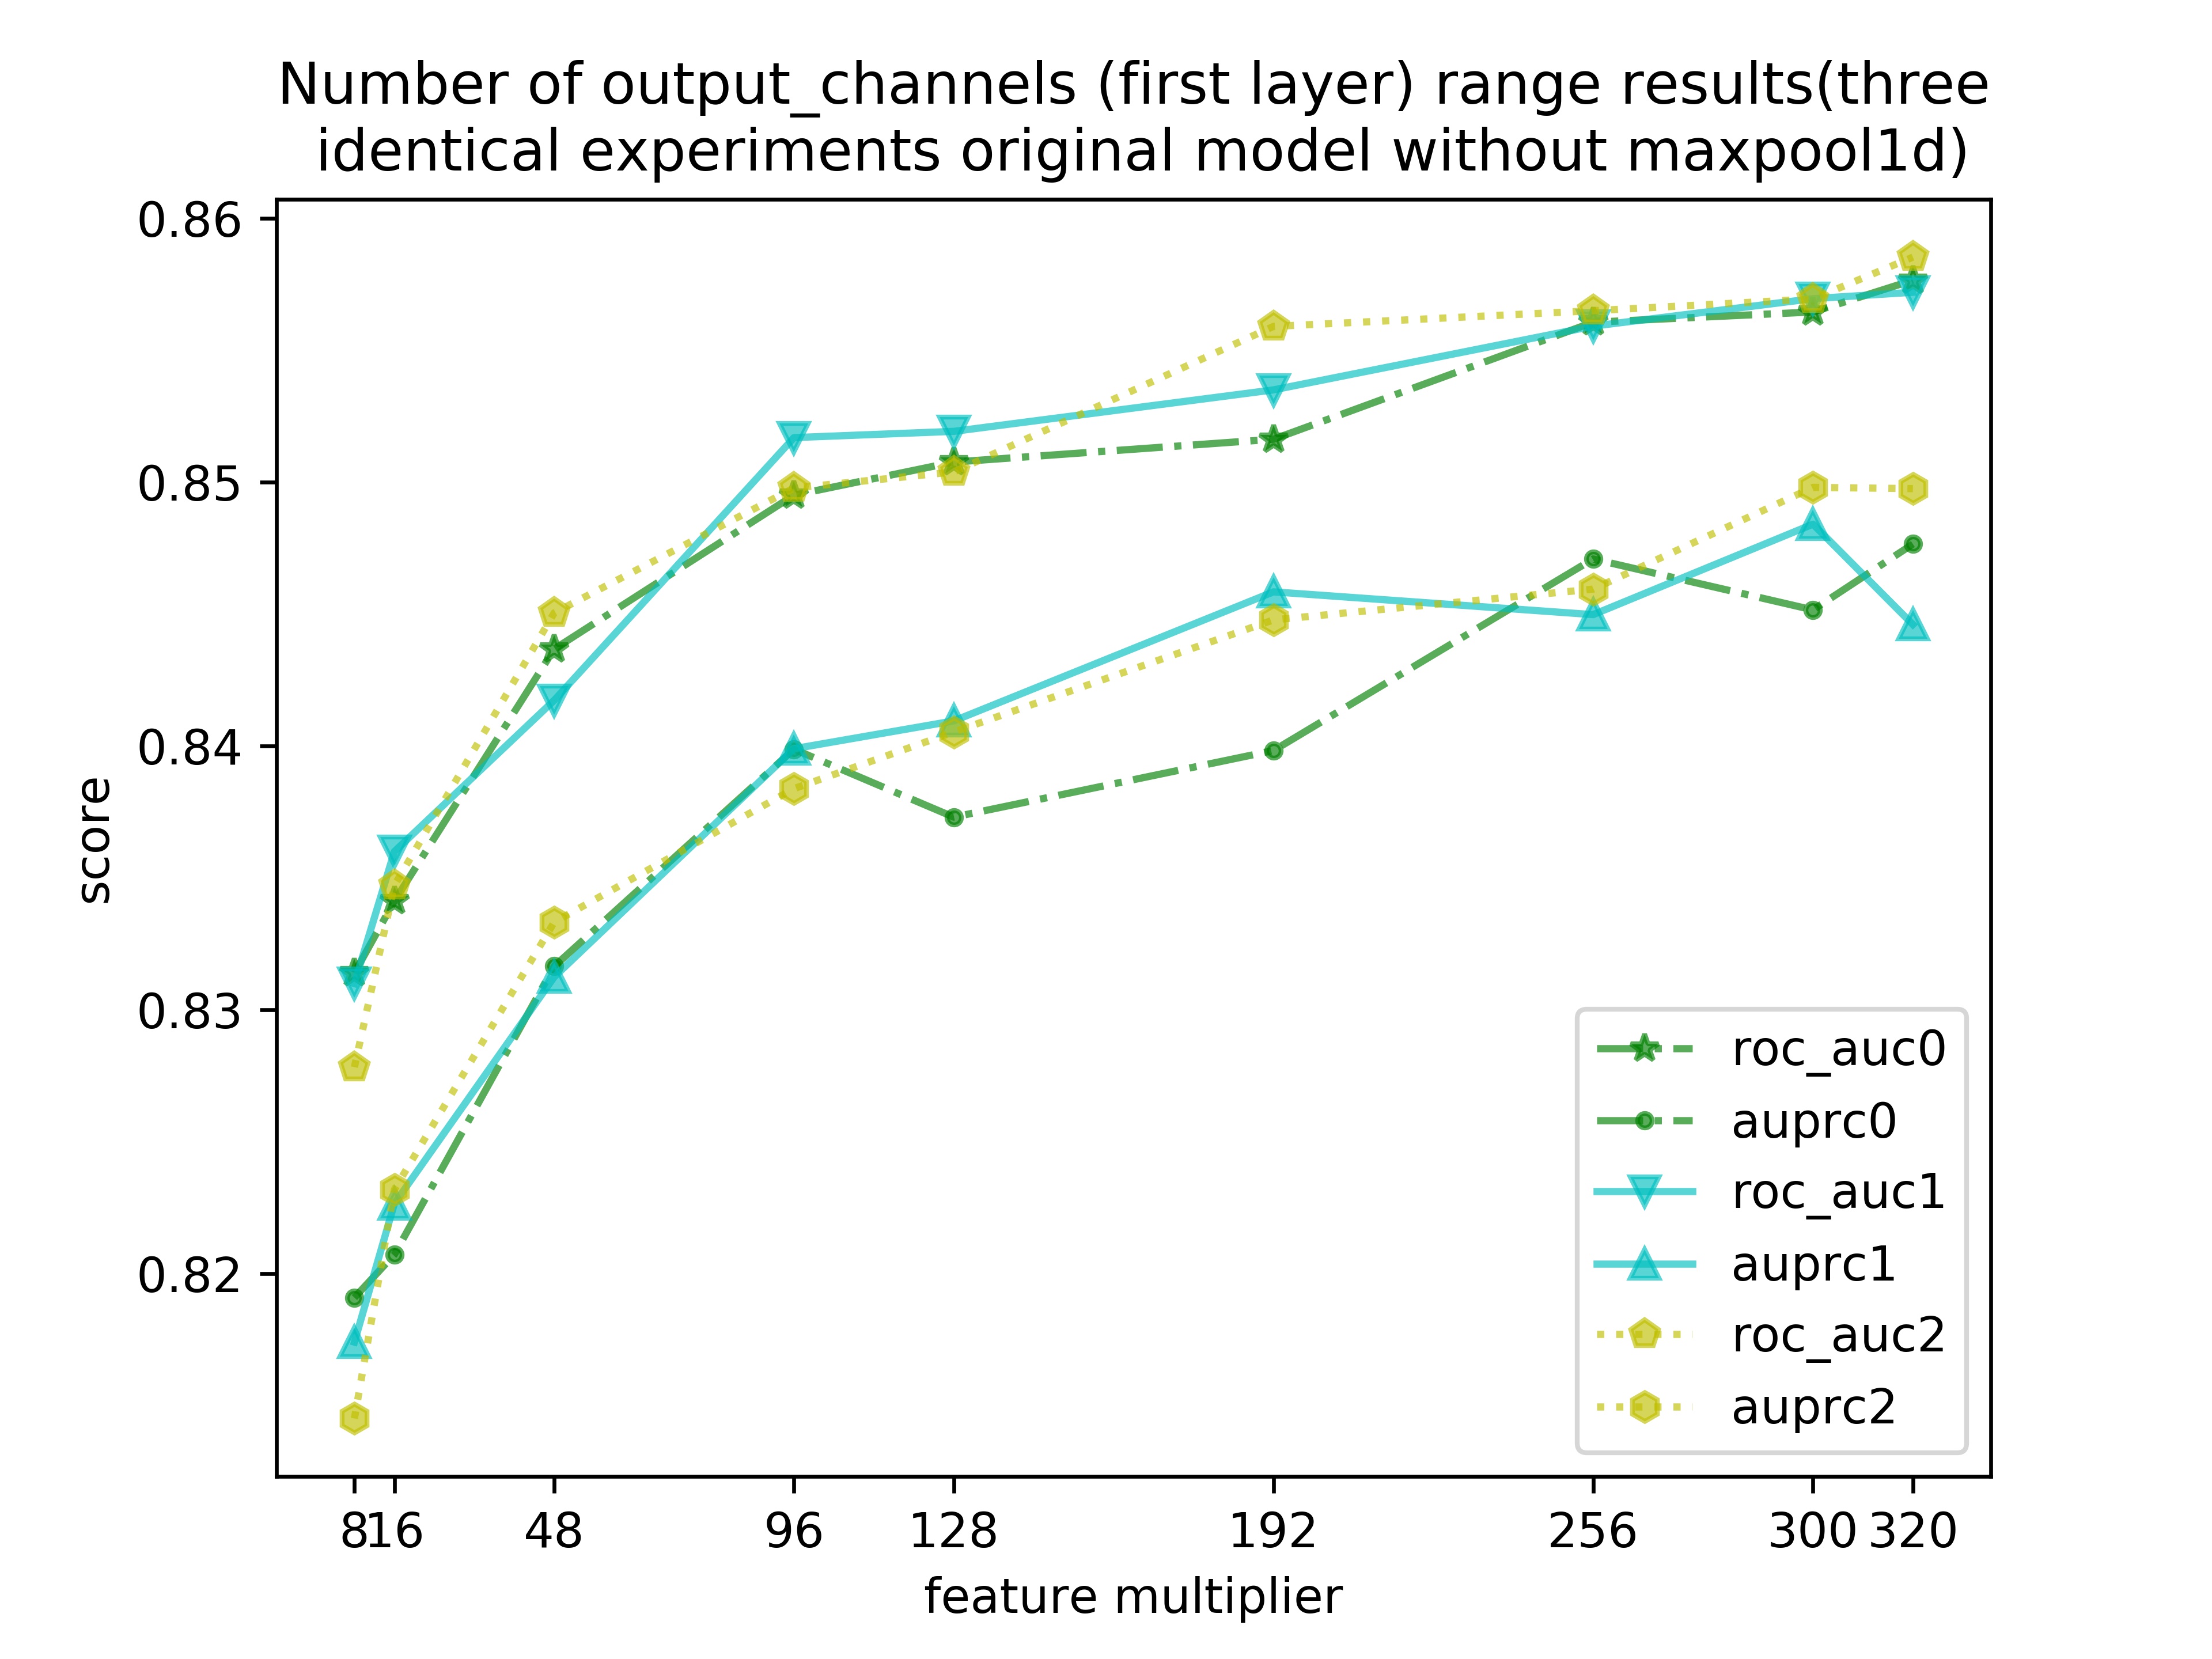 Number of output_channels (first layer) range results(three
identical experiments original model without maxpool1d)
0.86
0.85
0.84
0.83
0.82
score
8 16 48 96 128 192 256 300 320
feature multiplier
roc_auc0
auprc0
roc_auc1
auprc1
roc_auc2
auprc2